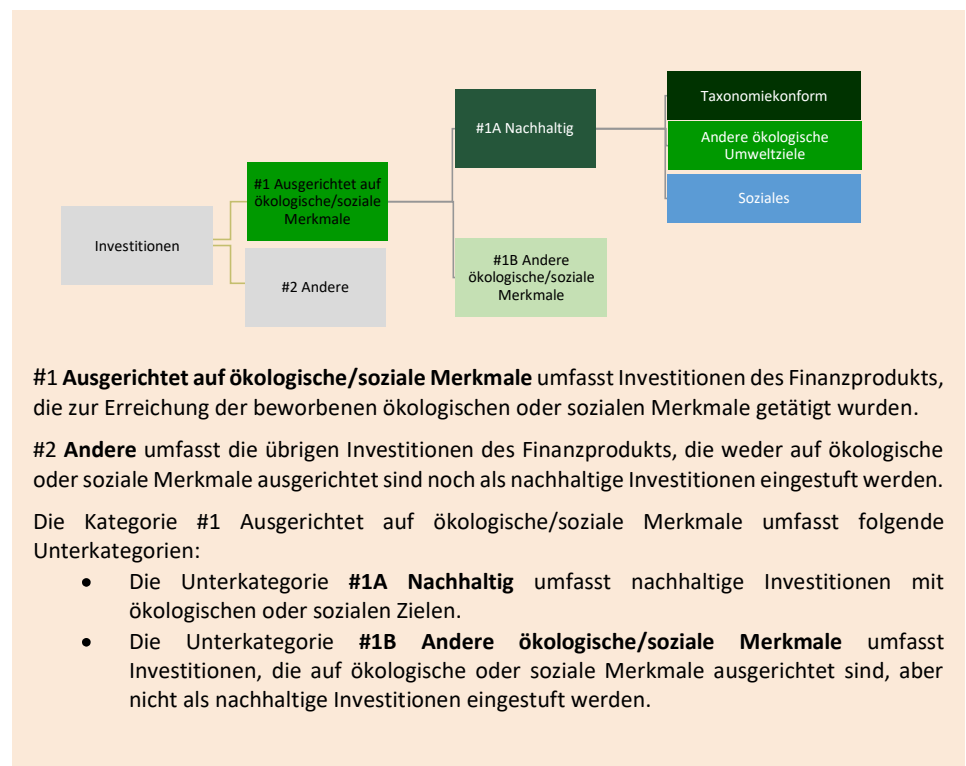 Taxonomiekonform
#1A Nachhaltig
Andere ökologische
Umweltziele
#1 Ausgerichtet auf
ökologische/soziale
Merkmale
Soziales
Investitionen
#1B Andere
ökologische/soziale
Merkmale
#2 Andere
#1 Ausgerichtet auf ökologische/soziale Merkmale umfasst Investitionen des Finanzprodukts,
die zur Erreichung der beworbenen ökologischen oder sozialen Merkmale getätigt wurden.
#2 Andere umfasst die übrigen Investitionen des Finanzprodukts, die weder auf ökologische
oder soziale Merkmale ausgerichtet sind noch als nachhaltige Investitionen eingestuft werden.
Die Kategorie #1 Ausgerichtet auf ökologische/soziale Merkmale umfasst folgende
Unterkategorien:
• Die Unterkategorie #1A Nachhaltig umfasst nachhaltige Investitionen mit
ökologischen oder sozialen Zielen.
• Die Unterkategorie #1B Andere ökologische/soziale Merkmale umfasst
Investitionen, die auf ökologische oder soziale Merkmale ausgerichtet sind, aber
nicht als nachhaltige Investitionen eingestuft werden.